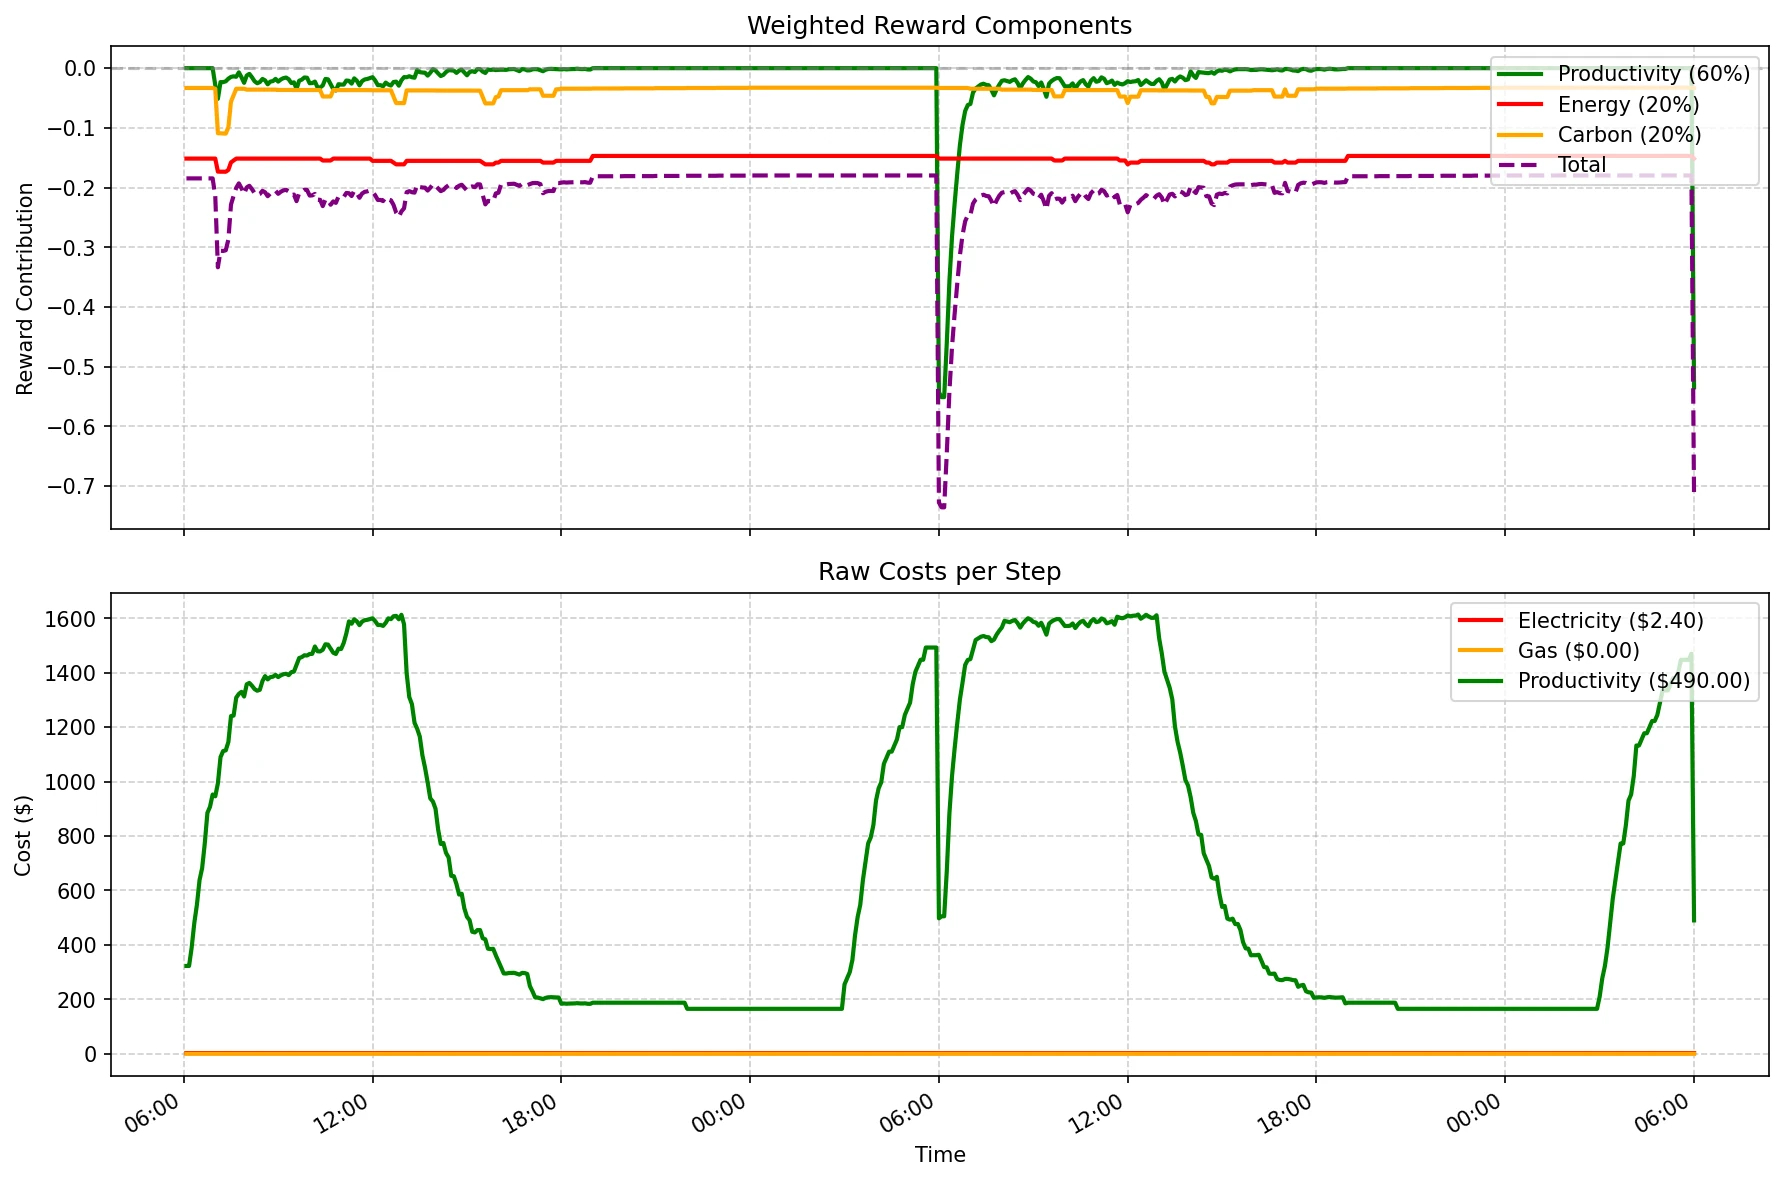 Weighted Reward Components
Reward Contribution
0.0
−0.1
−0.2
−0.3
−0.4
−0.5
−0.6
−0.7
Productivity (60%)
Energy (20%)
Carbon (20%)
Total
Raw Costs per Step
Cost ($)
1600
1400
1200
1000
800
600
400
200
0
Electricity ($2.40)
Gas ($0.00)
Productivity ($490.00)
06:00
12:00
18:00
00:00
06:00
12:00
18:00
00:00
06:00
Time